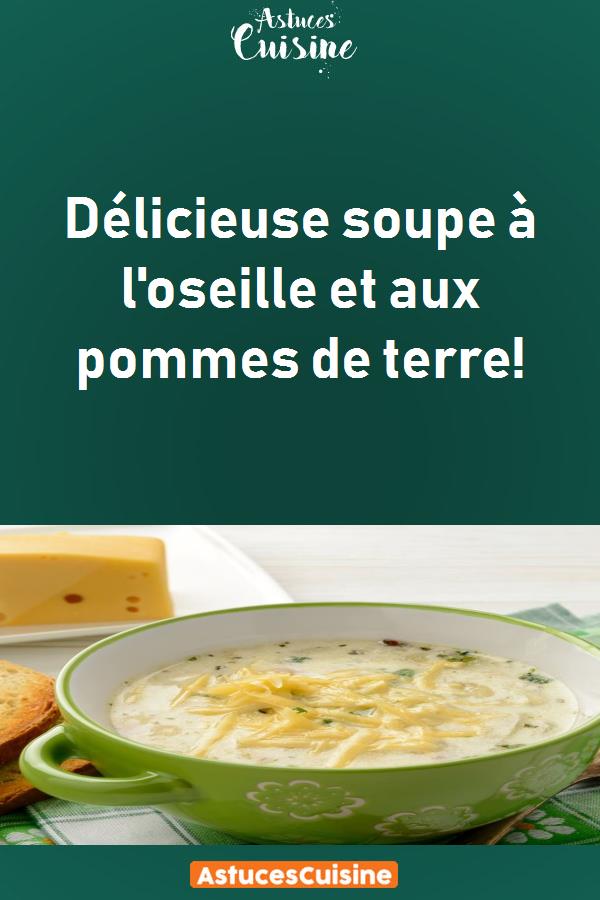 Astuces
Cuisine
Délicieuse soupe à
l'oseille et aux
pommes de terre!
AstucesCuisine